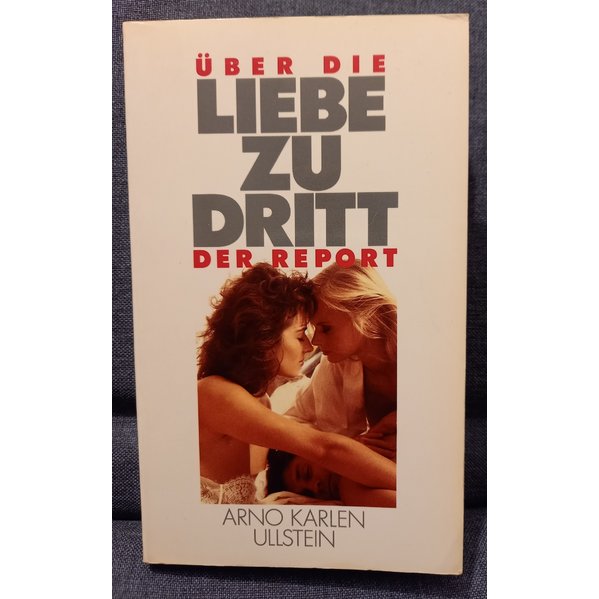 ÜBER DIE
LIEBE
ZU
DRITT
DER REPORT
ARNO KARLEN
ULLSTEIN